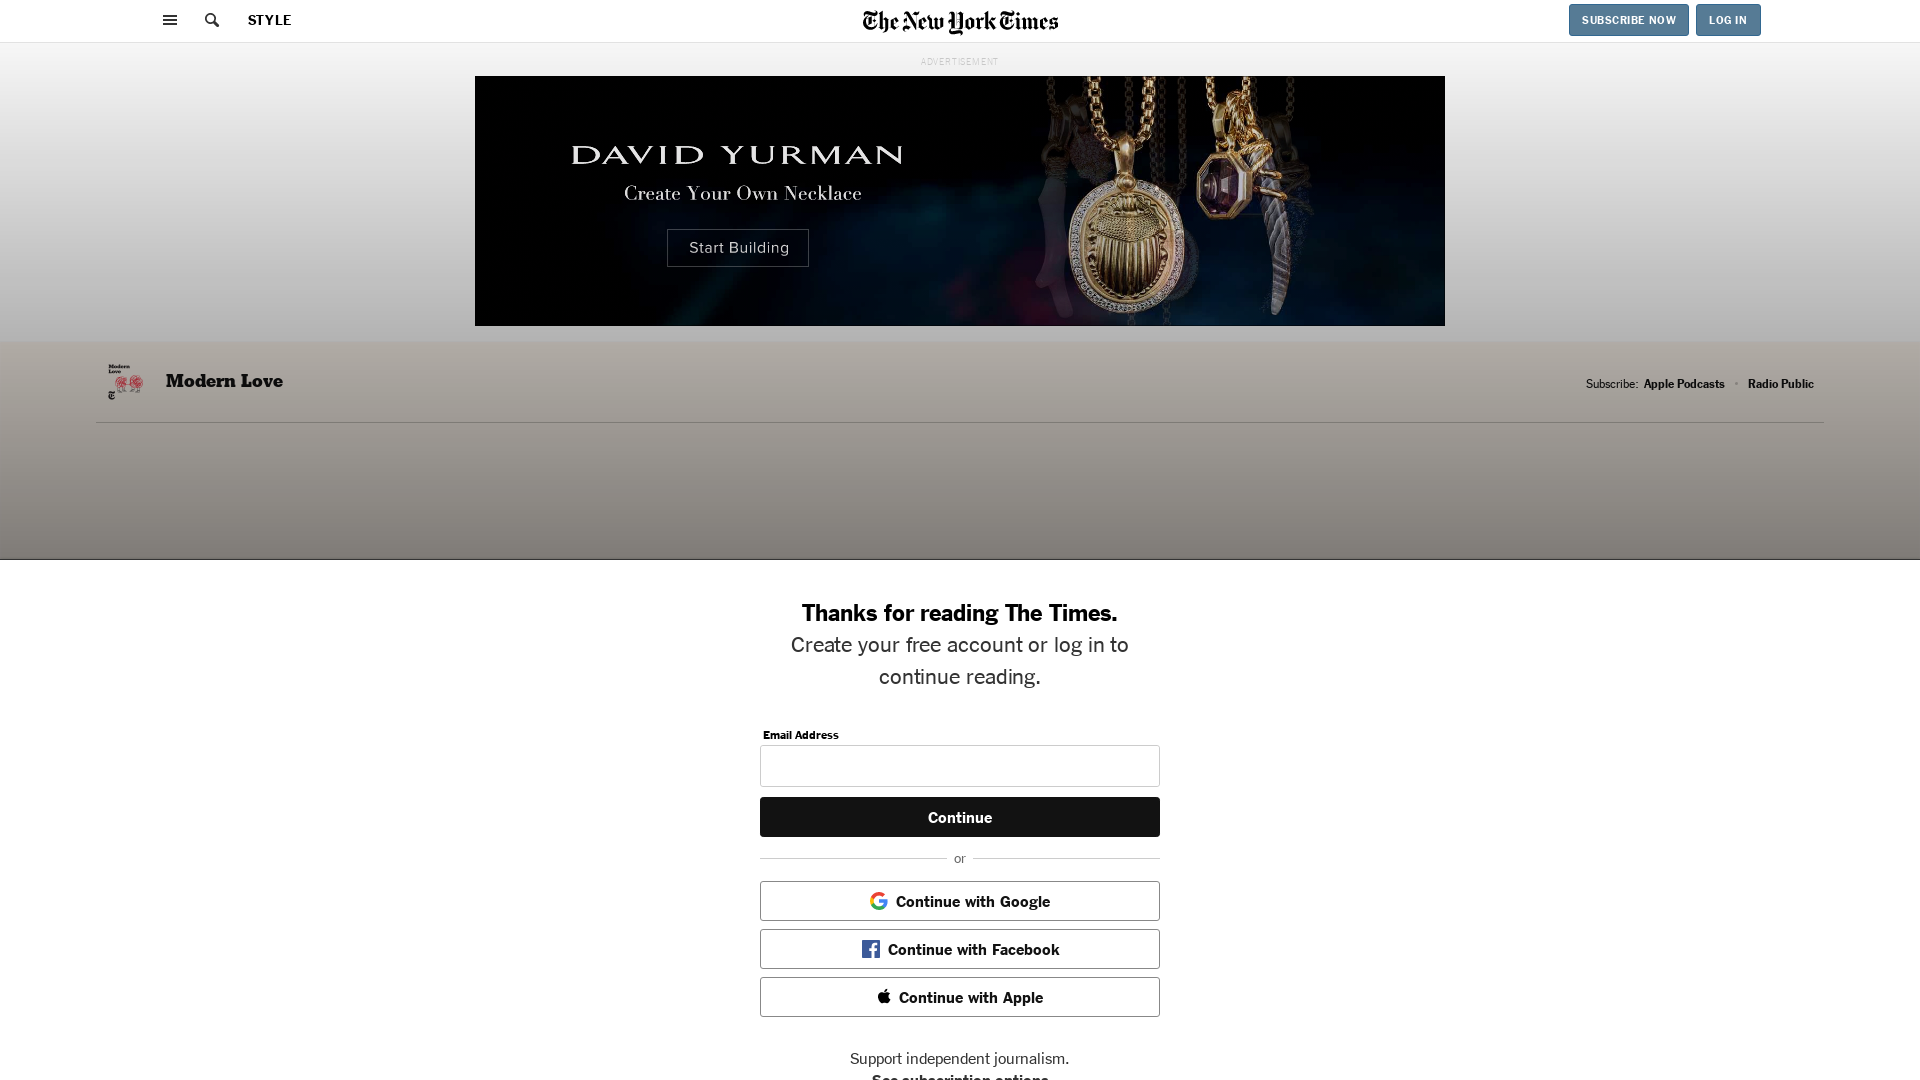 STYLE
The New York Times
SUBSCRIBE NOW
LOG IN
ADVERTISEMENT
DAVID YURMAN
Create Your Own Necklace
Start Building
Modern Love
Modern Love
Subscribe: Apple Podcasts • Radio Public
Thanks for reading The Times.
Create your free account or log in to
continue reading.
Email Address
Continue
or
Continue with Google
Continue with Facebook
Continue with Apple
Support independent journalism.
See subscription options